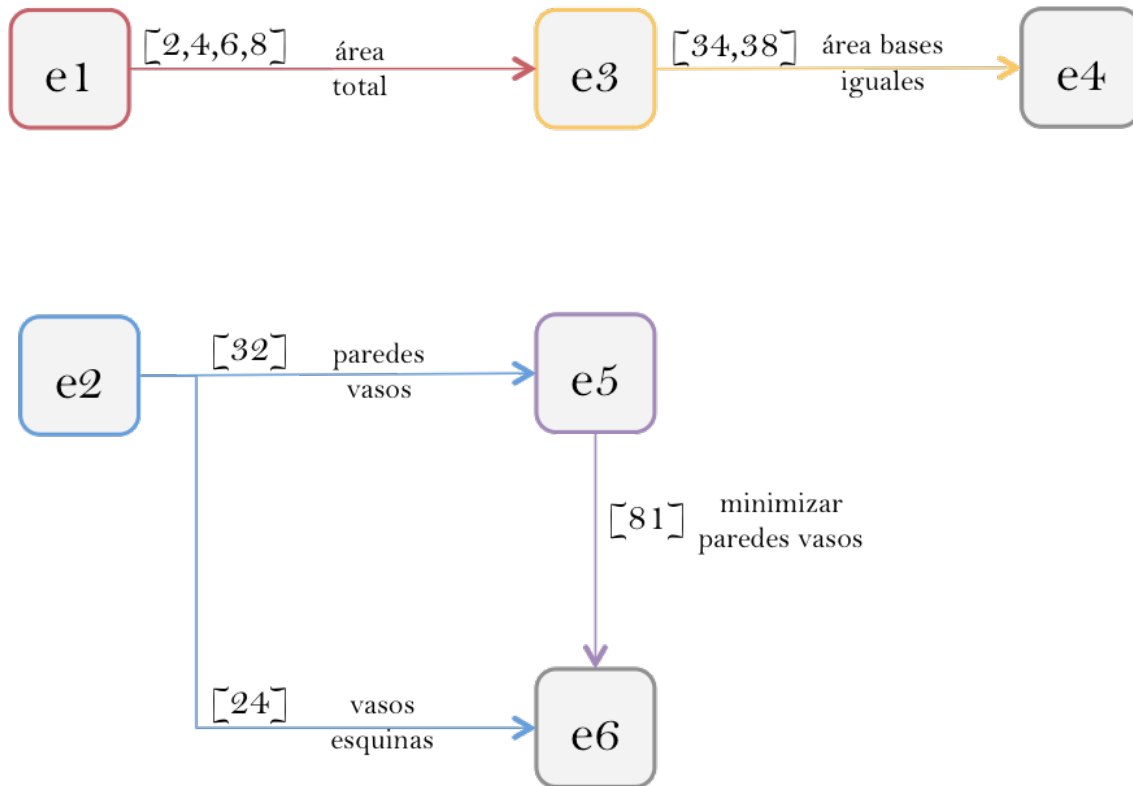 e1
[2,4,6,8]
área
total
e3
[34,38]
área bases
iguales
e4
e2
[32]
paredes
vasos
e5
[81]
minimizar
paredes vasos
[24]
vasos
esquinas
e6